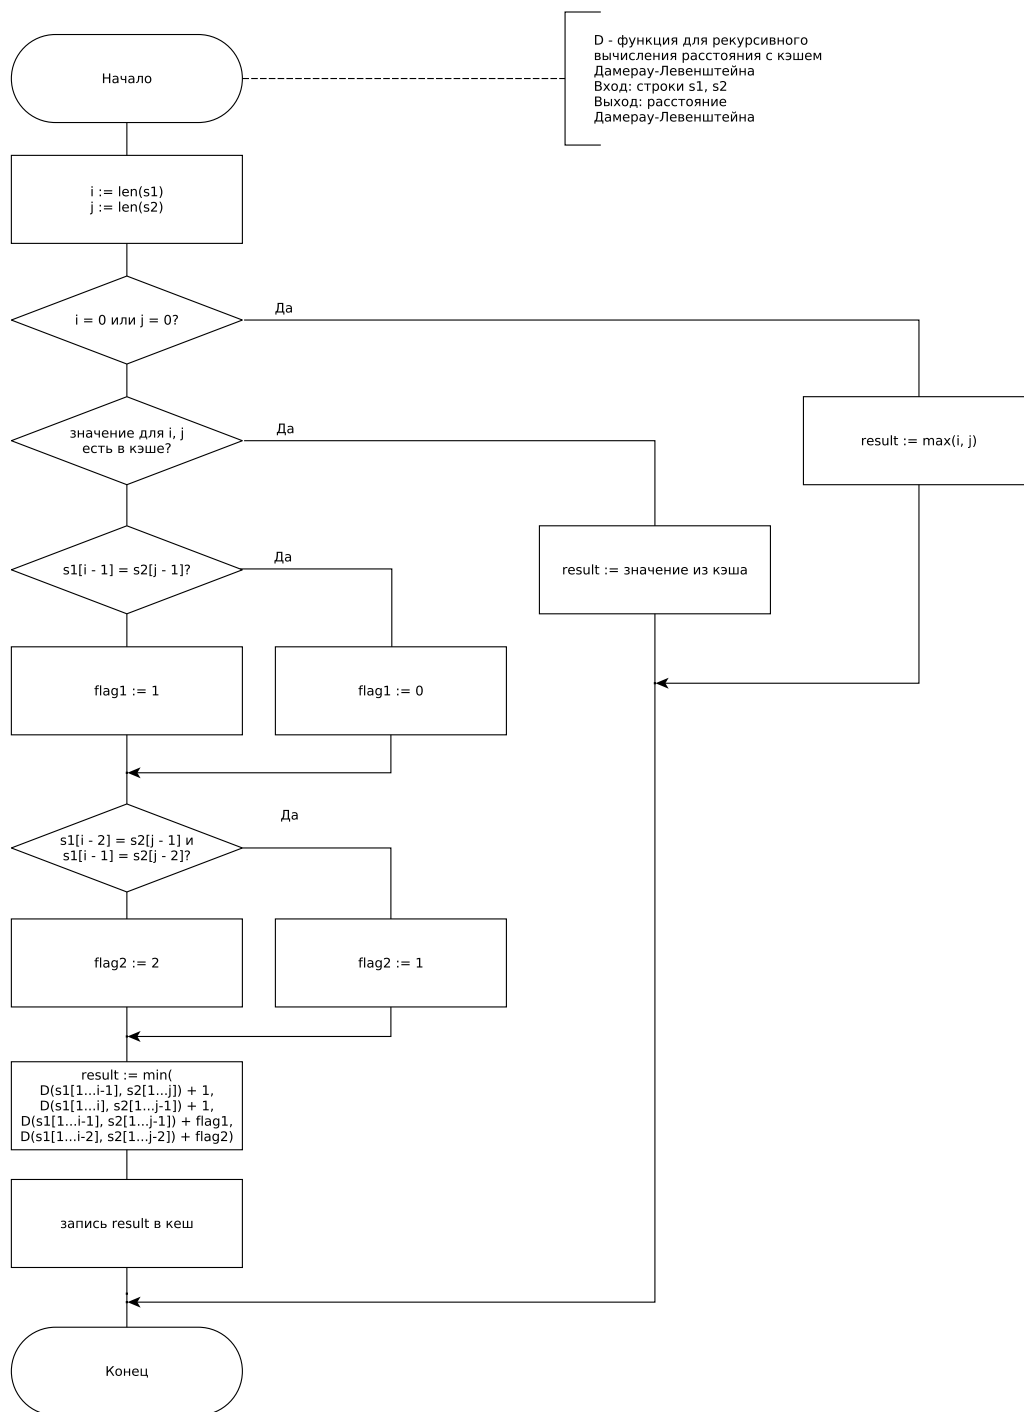 Начало
D - функция для рекурсивного
вычисления расстояния с кэшем
Дамерау-Левенштейна
Вход: строки s1, s2
Выход: расстояние
Дамерау-Левенштейна
i := len(s1)
j := len(s2)
i = 0 или j = 0?
Да
значение для i, j
есть в кэше?
Да
result := max(i, j)
s1[i - 1] = s2[j - 1]?
Да
result := значение из кэша
flag1 := 1
flag1 := 0
s1[i - 2] = s2[j - 1] и
s1[i - 1] = s2[j - 2]?
Да
flag2 := 2
flag2 := 1
result := min(
D(s1[1...i-1], s2[1...j]) + 1,
D(s1[1...i], s2[1...j-1]) + 1,
D(s1[1...i-1], s2[1...j-1]) + flag1,
D(s1[1...i-2], s2[1...j-2]) + flag2)
запись result в кеш
Конец